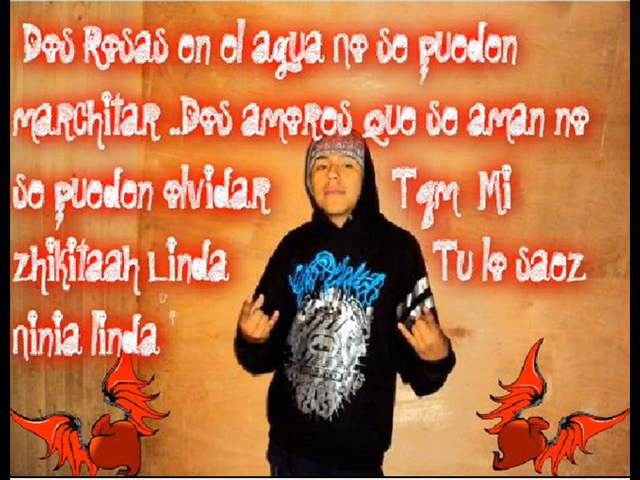 Dos Rosas en el agua no se pueden
marchitar ..Dos amores que se aman no
se pueden olvidar Tqm Mi
zhikitaah Linda Tu lo saez
ninia linda